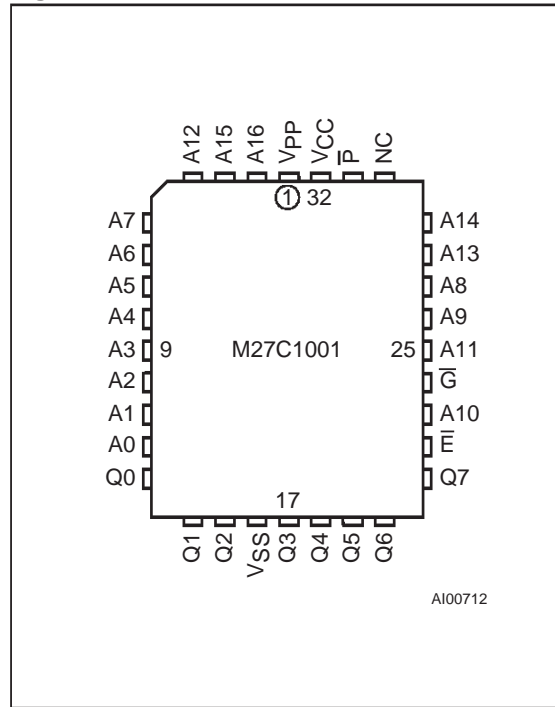 A12 A15 A16 VPP VCC P̅ NC
1 32
A7 A14
A6 A13
A5 A8
A4 A9
A3 9 M27C1001 25 A11
A2 G̅
A1 A10
A0 E̅
Q0 Q7
17
Q1 Q2 VSS Q3 Q4 Q5 Q6
AI00712